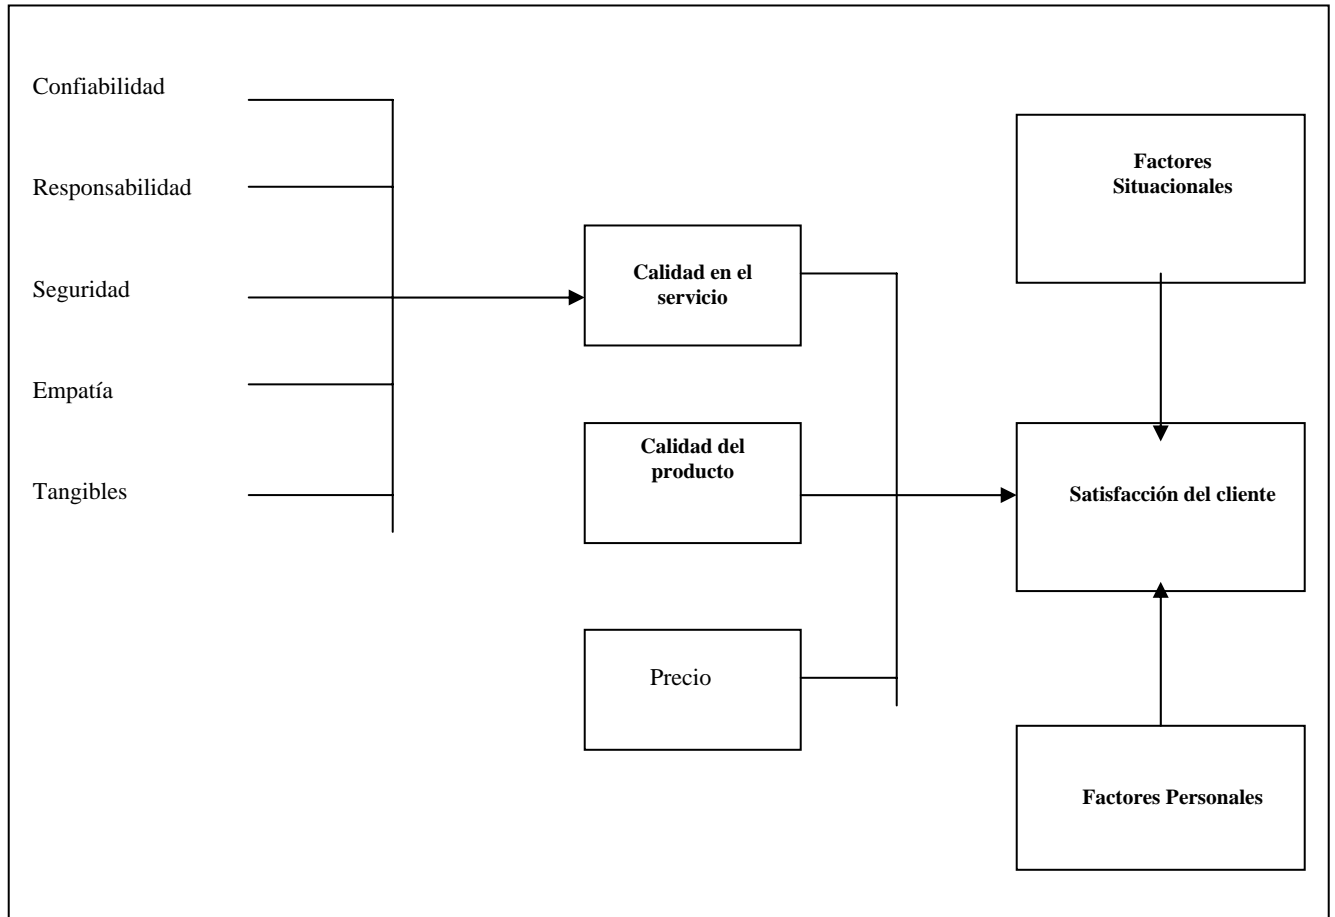 Confiabilidad
Responsabilidad
Seguridad
Empatía
Tangibles
Calidad en el
servicio
Calidad del
producto
Precio
Factores
Situacionales
Satisfacción del cliente
Factores Personales